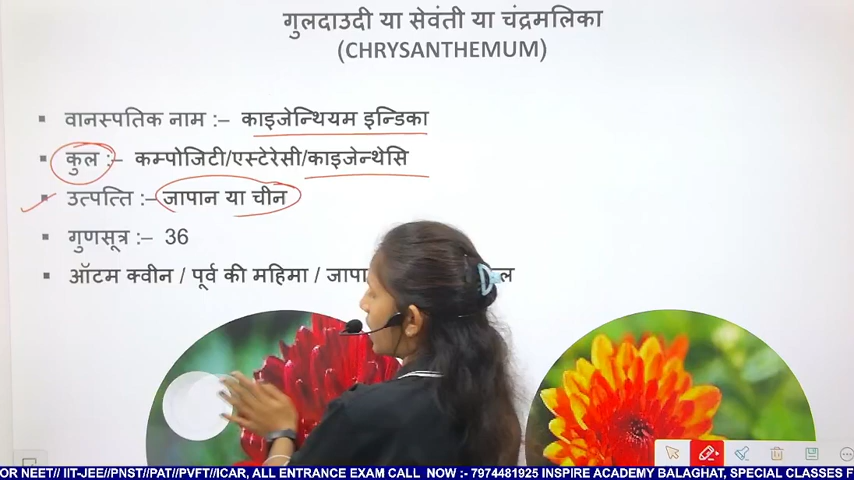 गुलदाउदी या सेवंती या चंद्रमलिका
(CHRYSANTHEMUM)
▪ वानस्पतिक नाम :– काइजेन्थियम इन्डिका
▪ कुल :– कम्पोजिटी/एस्टेरेसी/काइजेन्थेसि
▪ उत्पत्ति :– जापान या चीन
▪ गुणसूत्र :– 36
▪ ऑटम क्वीन / पूर्व की महिमा /
OR NEET// IIT-JEE//PNST//PAT//PVFT//ICAR, ALL ENTRANCE EXAM CALL NOW :- 7974481925 INSPIRE ACADEMY BALAGHAT, SPECIAL CLASSES F